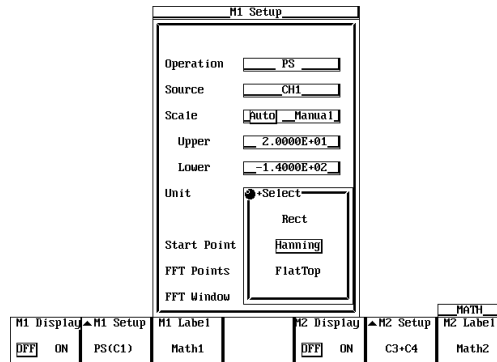 M1 Setup
Operation PS
Source CH1
Scale Auto Manual
Upper 2.0000E+01
Lower -1.4000E+02
Unit +Select
Rect
Start Point Hanning
FFT Points FlatTop
FFT Window
MATH
M1 Display M1 Setup M1 Label M2 Display M2 Setup M2 Label
OFF ON PS(C1) Math1 OFF ON C3+C4 Math2